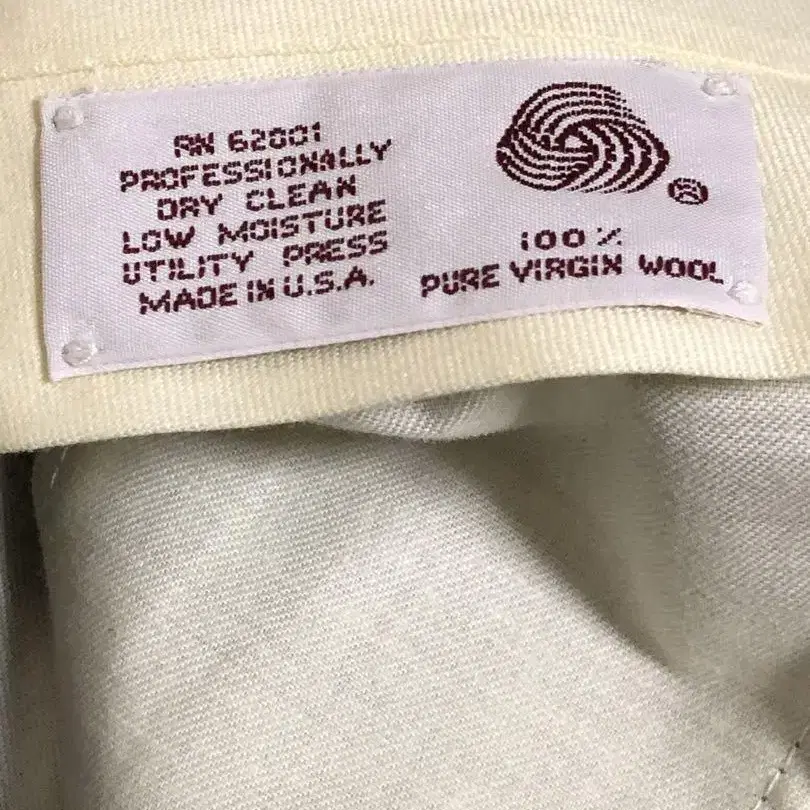 RN 62001
PROFESSIONALLY
DRY CLEAN
LOW MOISTURE
UTILITY PRESS
MADE IN U.S.A.
®
100%
PURE VIRGIN WOOL